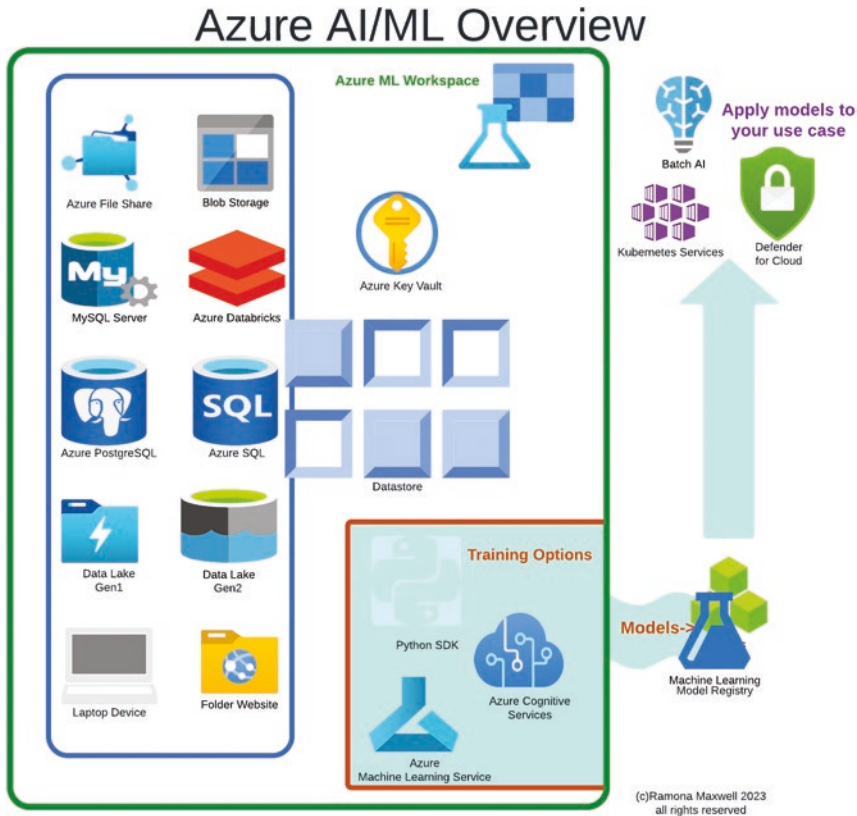 Azure AI/ML Overview
Azure ML Workspace
Azure File Share
Blob Storage
My
MySQL Server
Azure Databricks
Azure PostgreSQL
SQL
Azure SQL
Data Lake
Gen1
Data Lake
Gen2
Laptop Device
Folder Website
Azure Key Vault
Datastore
Training Options
Python SDK
Azure Cognitive
Services
Azure
Machine Learning Service
Models->
Machine Learning
Model Registry
Batch AI
Apply models to
your use case
Kubernetes Services
Defender
for Cloud
(c)Ramona Maxwell 2023
all rights reserved